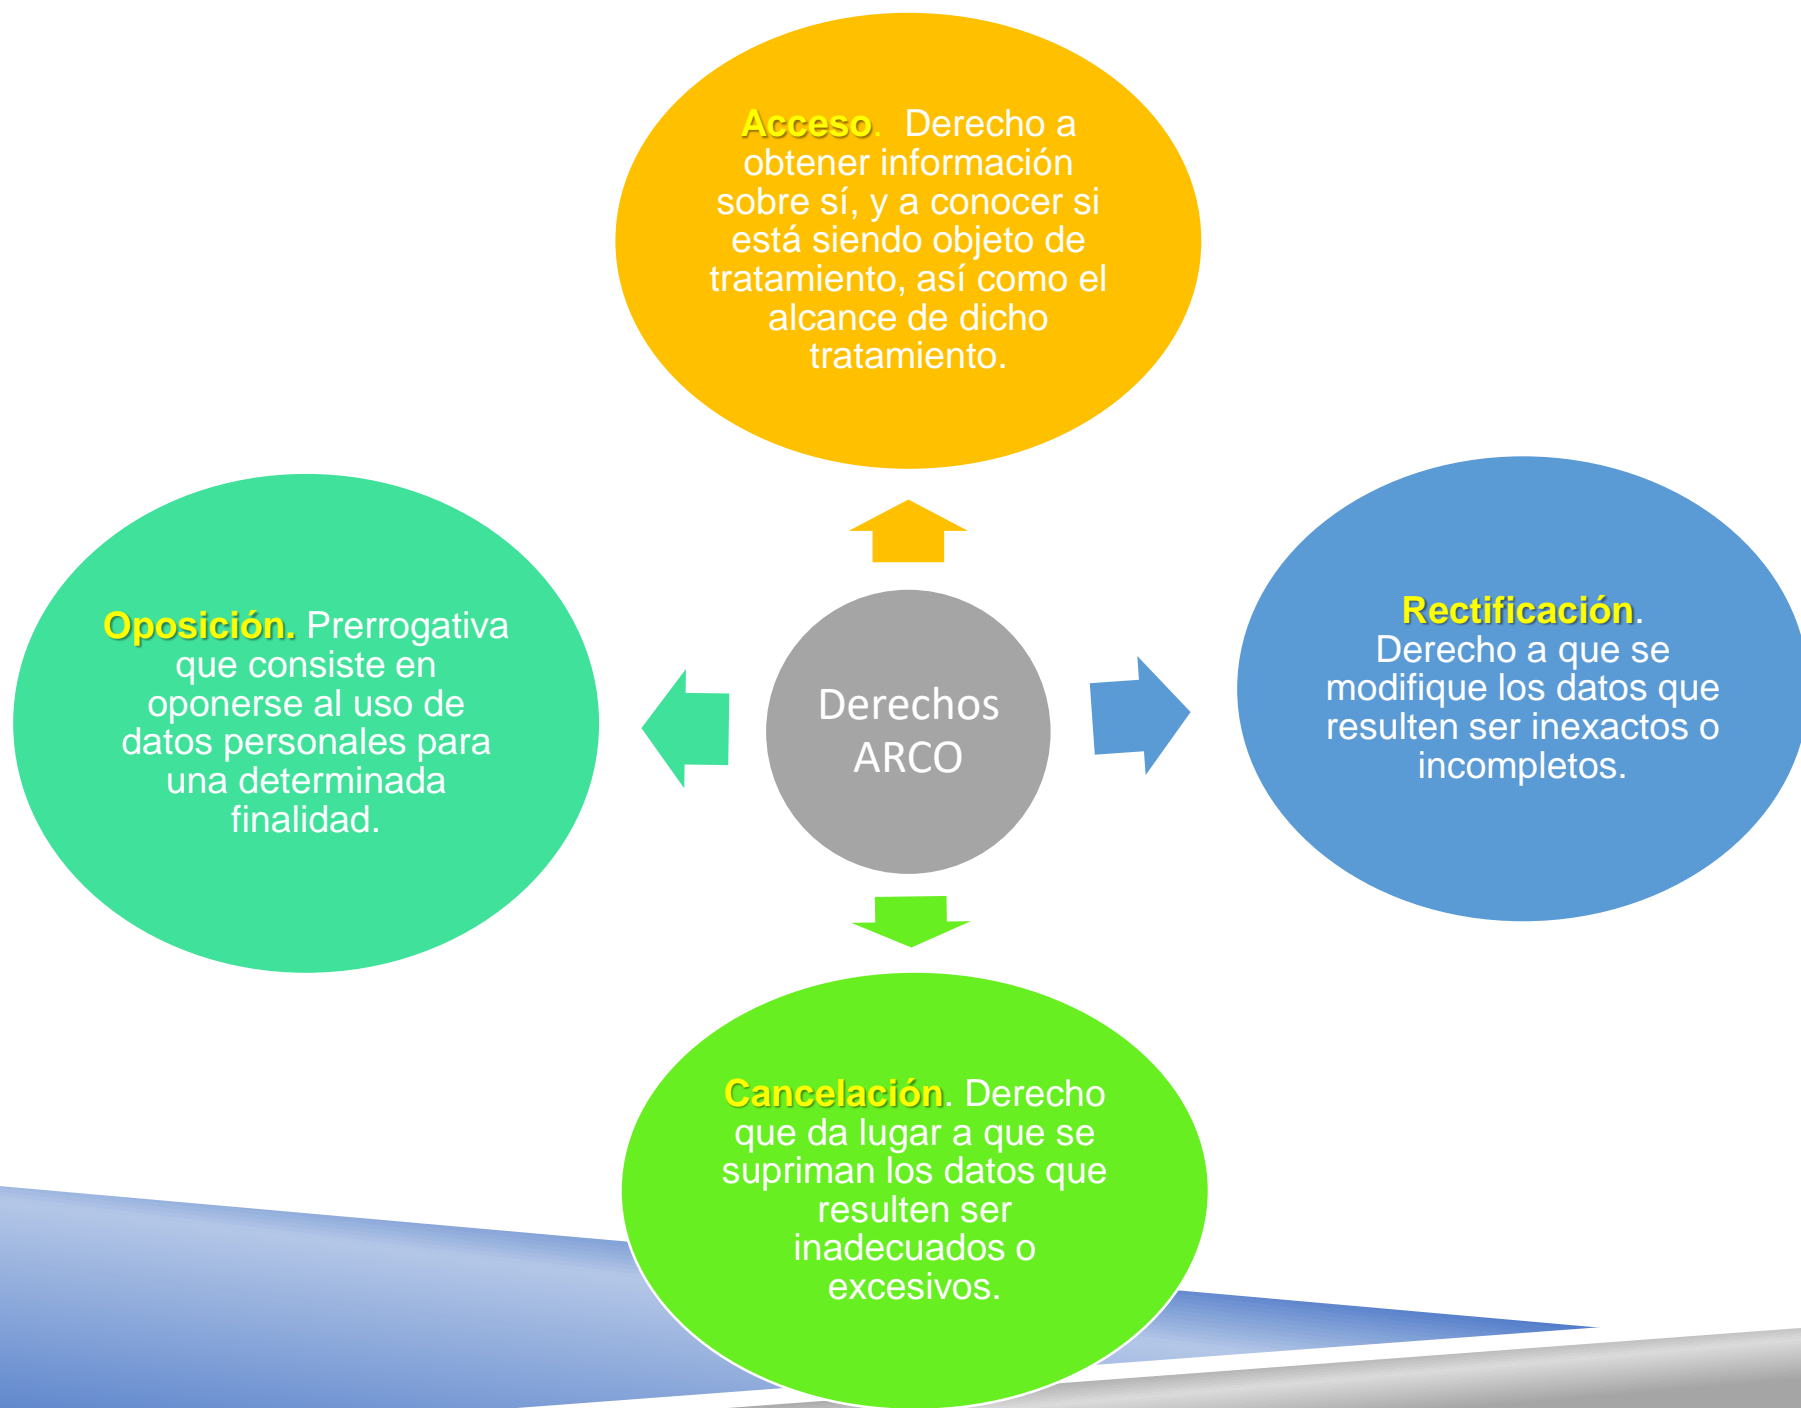 Acceso. Derecho a
obtener información
sobre sí, y a conocer si
está siendo objeto de
tratamiento, así como el
alcance de dicho
tratamiento.
Oposición. Prerrogativa
que consiste en
oponerse al uso de
datos personales para
una determinada
finalidad.
Derechos
ARCO
Rectificación.
Derecho a que se
modifique los datos que
resulten ser inexactos o
incompletos.
Cancelación. Derecho
que da lugar a que se
supriman los datos que
resulten ser
inadecuados o
excesivos.